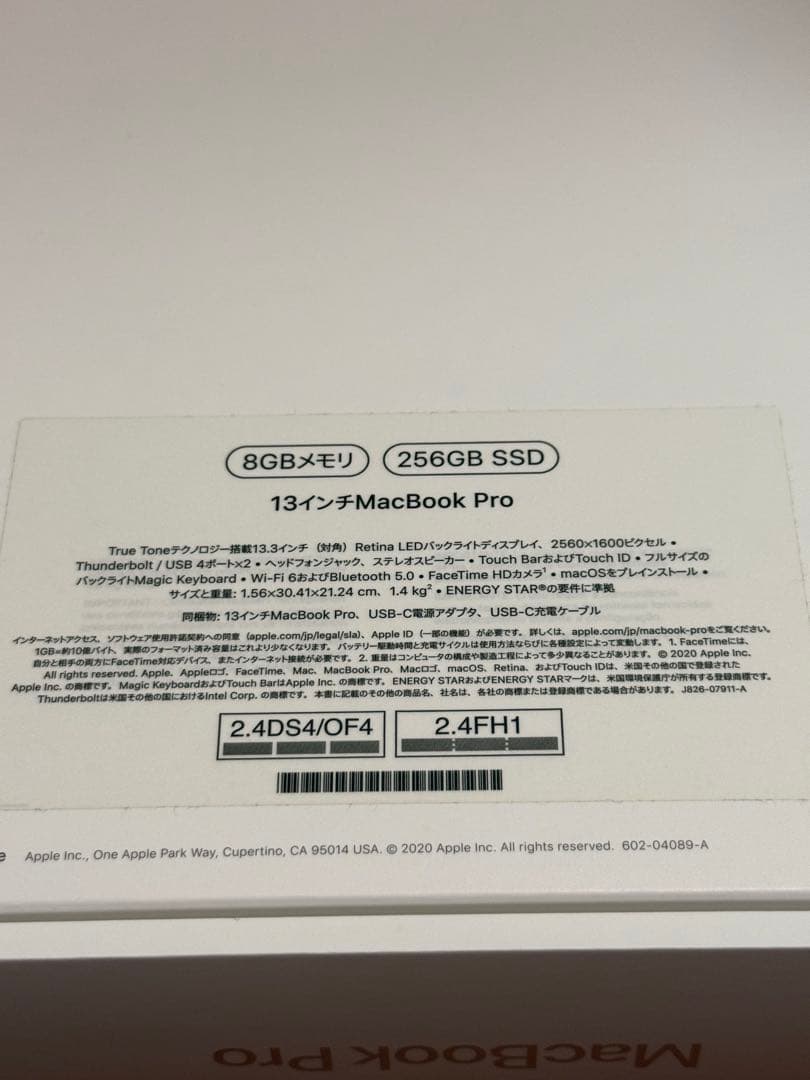 8GBメモリ 256GB SSD
13インチMacBook Pro
True Toneテクノロジー搭載13.3インチ（対角）Retina LEDバックライトディスプレイ、2560×1600ピクセル •
Thunderbolt / USB 4ポート×2 • ヘッドフォンジャック、ステレオスピーカー • Touch BarおよびTouch ID • フルサイズの
バックライトMagic Keyboard • Wi-Fi 6およびBluetooth 5.0 • FaceTime HDカメラ¹ • macOSをプレインストール •
サイズと重量: 1.56×30.41×21.24 cm、1.4 kg² • ENERGY STAR®の要件に準拠
同梱物: 13インチMacBook Pro、USB-C電源アダプタ、USB-C充電ケーブル
インターネットアクセス、ソフトウェア使用許諾契約への同意（apple.com/jp/legal/sla）、Apple ID（一部の機能）が必要です。詳しくは、apple.com/jp/macbook-proをご覧ください。
1GB=約10億バイト、実際のフォーマット済み容量はこれより少なくなります。バッテリー駆動時間と充電サイクルは使用方法ならびに各種設定によって変動します。1. FaceTimeには、
自分と相手の両方にFaceTime対応デバイス、またインターネット接続が必要です。2. 重量はコンピュータの構成や製造工程によって多少異なることがあります。© 2020 Apple Inc.
All rights reserved. Apple、Appleロゴ、FaceTime、Mac、MacBook Pro、Macロゴ、macOS、Retina、およびTouch IDは、米国その他の国で登録された
Apple Inc. の商標です。Magic KeyboardおよびTouch BarはApple Inc. の商標です。ENERGY STARおよびENERGY STARマークは、米国環境保護庁が所有する登録商標です。
Thunderboltは米国その他の国におけるIntel Corp. の商標です。本書に記載のその他の商品名、社名は、各社の商標または登録商標である場合があります。J826-07911-A
2.4DS4/OF4 2.4FH1
e Apple Inc., One Apple Park Way, Cupertino, CA 95014 USA. © 2020 Apple Inc. All rights reserved. 602-04089-A
MacBook Pro